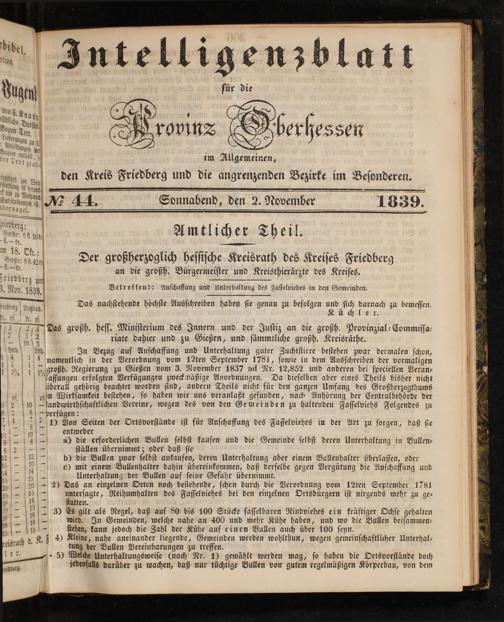 Intelligenzblatt
für die
Provinz Oberhessen
im Allgemeinen,
den Kreis Friedberg und die angrenzenden Bezirke im Besonderen.
№ 44. Sonnabend, den 2. November 1839.
Amtlicher Theil.
Der großherzoglich hessische Kreisrath des Kreises Friedberg
an die großh. Bürgermeister und Kreisthierärzte des Kreises.
Betreffend: Anschaffung und Unterhaltung des Faselviehes in den Gemeinden.
Das nachstehende höchste Ausschreiben haben sie genau zu befolgen und sich darnach zu bemessen.
Küchler.
Das großh. hess. Ministerium des Innern und der Justiz an die großh. Provinzial-Commissa-
riate dahier und zu Gießen, und sämmtliche großh. Kreisräthe.
In Bezug auf Anschaffung und Unterhaltung guter Zuchtstiere bestehen zwar dermalen schon,
namentlich in der Verordnung vom 12ten September 1781, sowie in dem Ausschreiben der vormaligen
großh. Regierung zu Gießen vom 3. November 1837 ad Nr. 12,852 und anderen bei speciellen Veran-
lassungen erfolgten Verfügungen zweckmäßige Anordnungen. Da dieselben aber eines Theils bisher nicht
überall gehörig beachtet worden sind, andern Theils nicht für den ganzen Umfang des Großherzogthums
in Wirksamkeit bestehen, so haben wir uns veranlaßt gesunden, nach Anhörung der Centralbehörde der
landwirthschaftlichen Vereine, wegen des von den Gemeinden zu haltenden Faselviehes Folgendes zu
verfügen:
1) Von Seiten der Ortsvorstände ist für Anschaffung des Faselviehes in der Art zu sorgen, daß sie
entweder
a) die erforderlichen Bullen selbst kaufen und die Gemeinde selbst deren Unterhaltung in Bullen-
ställen übernimmt; oder daß sie
b) die Bullen zwar selbst ankaufen, deren Unterhaltung aber einem Bullenhalter überlassen, oder
c) mit einem Bullenhalter dahin übereinkommen, daß derselbe gegen Vergütung die Anschaffung und
Unterhaltung der Bullen auf seine Gefahr übernimmt.
2) Das an einzelnen Orten noch bestehende, schon durch die Verordnung vom 12ten September 1781
untersagte, Reihumhalten des Faselviehes bei den einzelnen Ortsbürgern ist nirgends mehr zu ge-
statten.
3) Es gilt als Regel, daß auf 80 bis 100 Stück faselbaren Rindviehes ein kräftiger Ochse gehalten
wird. In Gemeinden, welche nahe an 400 und mehr Kühe haben, und wo die Bullen beisammen-
stehen, kann jedoch die Zahl der Kühe auf einen Bullen auch über 100 seyn.
4) Kleine, nahe aneinander liegende, Gemeinden werden wohlthun, wegen gemeinschaftlicher Unterhal-
tung der Bullen Vereinbarungen zu treffen.
5) Welche Unterhaltungsweise (nach Nr. 1) gewählt werden mag, so haben die Ortsvorstände doch
jedenfalls darüber zu wachen, daß nur tüchtige Bullen von gutem regelmäßigen Körperbau, von dem